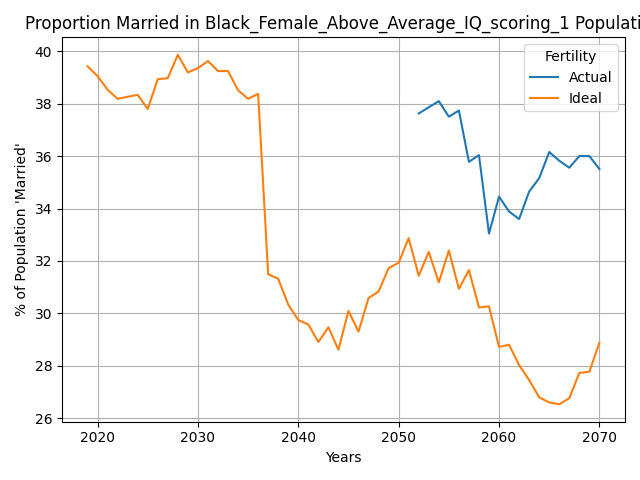 Proportion Married in Black_Female_Above_Average_IQ_scoring_1 Populati
Fertility
Actual
Ideal
40
38
36
34
32
30
28
26
% of Population 'Married'
2020 2030 2040 2050 2060 2070
Years